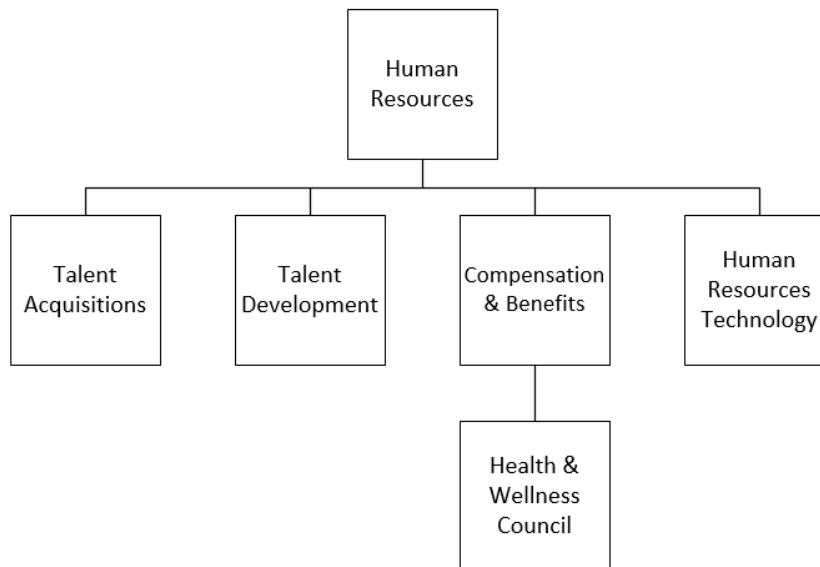 Human
Resources
Talent
Acquisitions
Talent
Development
Compensation
& Benefits
Human
Resources
Technology
Health &
Wellness
Council